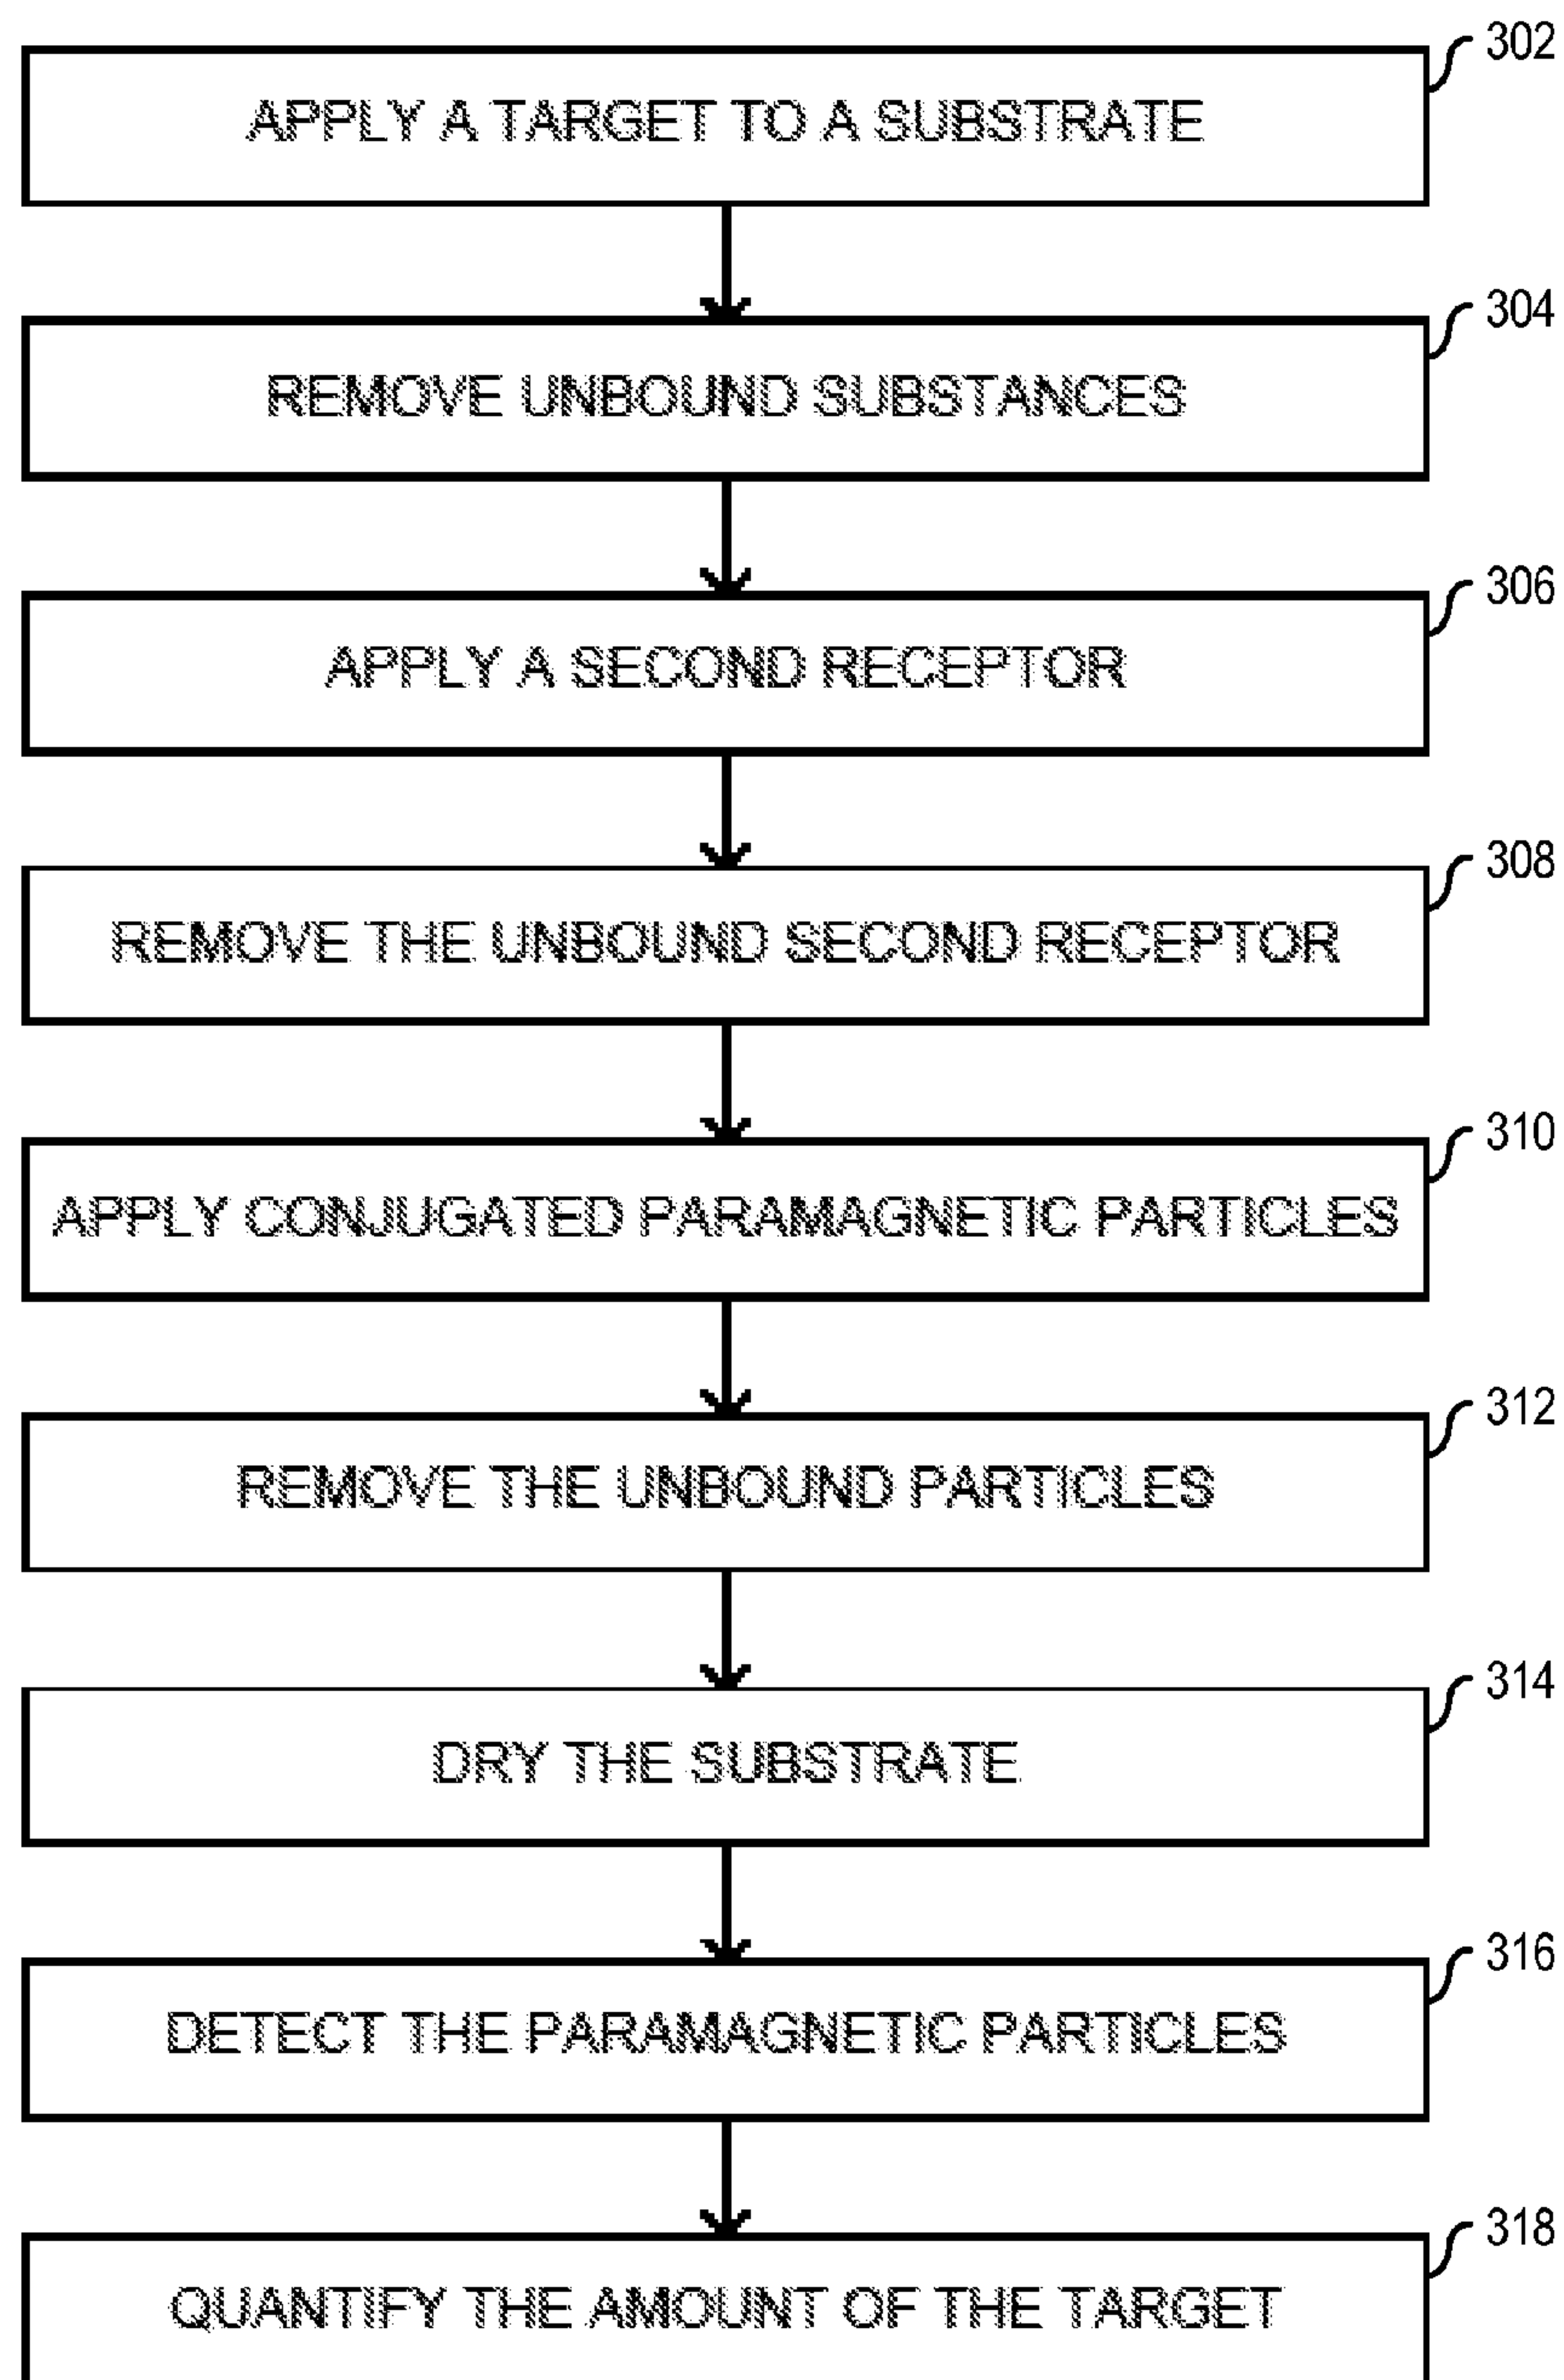 302
APPLY A TARGET TO A SUBSTRATE
304
REMOVE UNBOUND SUBSTANCES
306
APPLY A SECOND RECEPTOR
308
REMOVE THE UNBOUND SECOND RECEPTOR
310
APPLY CONJUGATED PARAMAGNETIC PARTICLES
312
REMOVE THE UNBOUND PARTICLES
314
DRY THE SUBSTRATE
316
DETECT THE PARAMAGNETIC PARTICLES
318
QUANTIFY THE AMOUNT OF THE TARGET